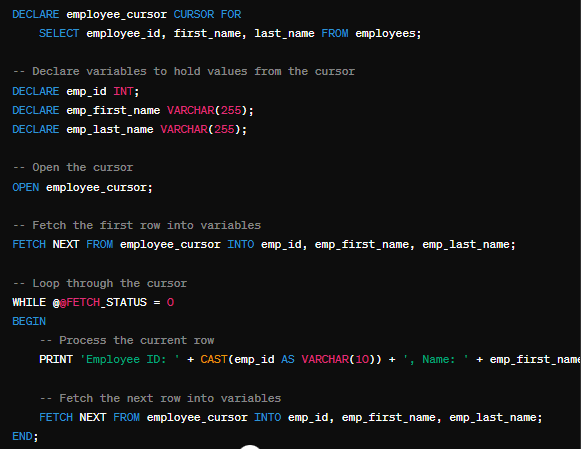 DECLARE employee_cursor CURSOR FOR
    SELECT employee_id, first_name, last_name FROM employees;
-- Declare variables to hold values from the cursor
DECLARE emp_id INT;
DECLARE emp_first_name VARCHAR(255);
DECLARE emp_last_name VARCHAR(255);
-- Open the cursor
OPEN employee_cursor;
-- Fetch the first row into variables
FETCH NEXT FROM employee_cursor INTO emp_id, emp_first_name, emp_last_name;
-- Loop through the cursor
WHILE @@FETCH_STATUS = 0
BEGIN
    -- Process the current row
    PRINT 'Employee ID: ' + CAST(emp_id AS VARCHAR(10)) + ', Name: ' + emp_first_name
    -- Fetch the next row into variables
    FETCH NEXT FROM employee_cursor INTO emp_id, emp_first_name, emp_last_name;
END;